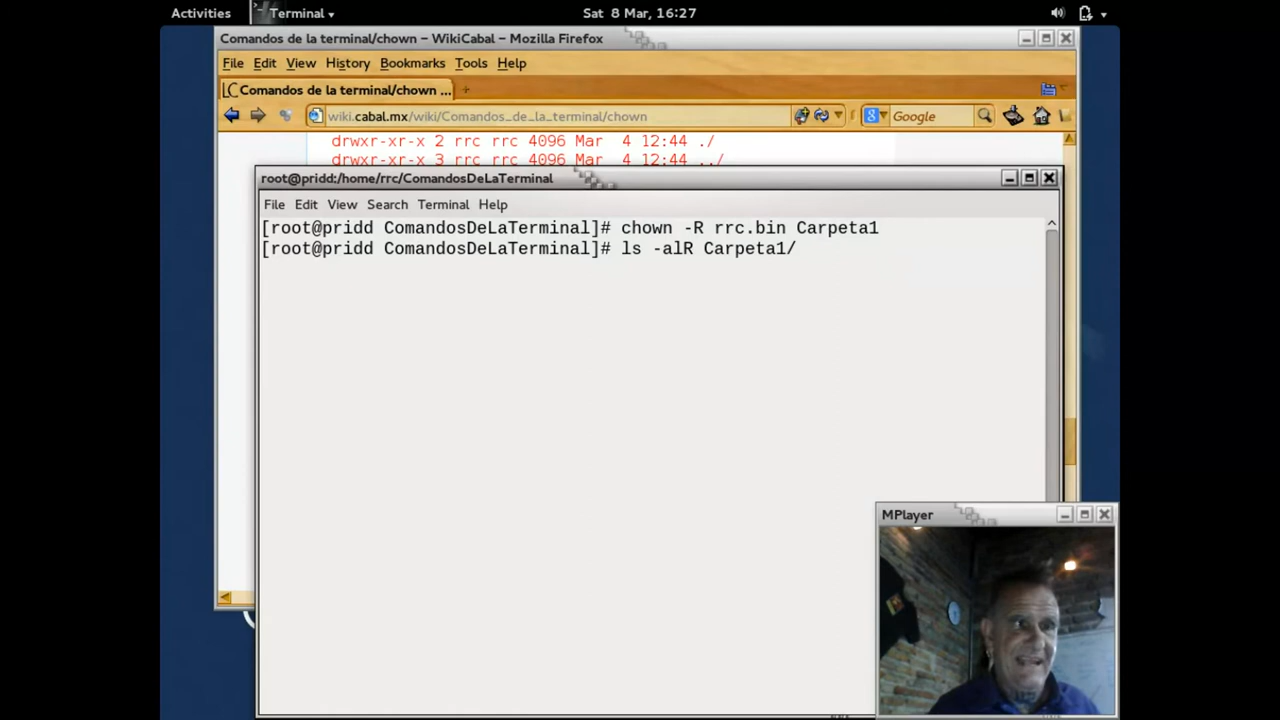 Activities
Terminal
Sat 8 Mar, 16:27
Comandos de la terminal/chown – WikiCabal – Mozilla Firefox
File Edit View History Bookmarks Tools Help
Comandos de la terminal/chown ...
wiki.cabal.mx/wiki/Comandos_de_la_terminal/chown
Google
drwxr-xr-x 2 rrc rrc 4096 Mar  4 12:44 ./
drwxr-xr-x 3 rrc rrc 4096 Mar  4 12:44 ../
root@pridd:/home/rrc/ComandosDeLaTerminal
File Edit View Search Terminal Help
[root@pridd ComandosDeLaTerminal]# chown -R rrc.bin Carpeta1
[root@pridd ComandosDeLaTerminal]# ls -alR Carpeta1/
MPlayer